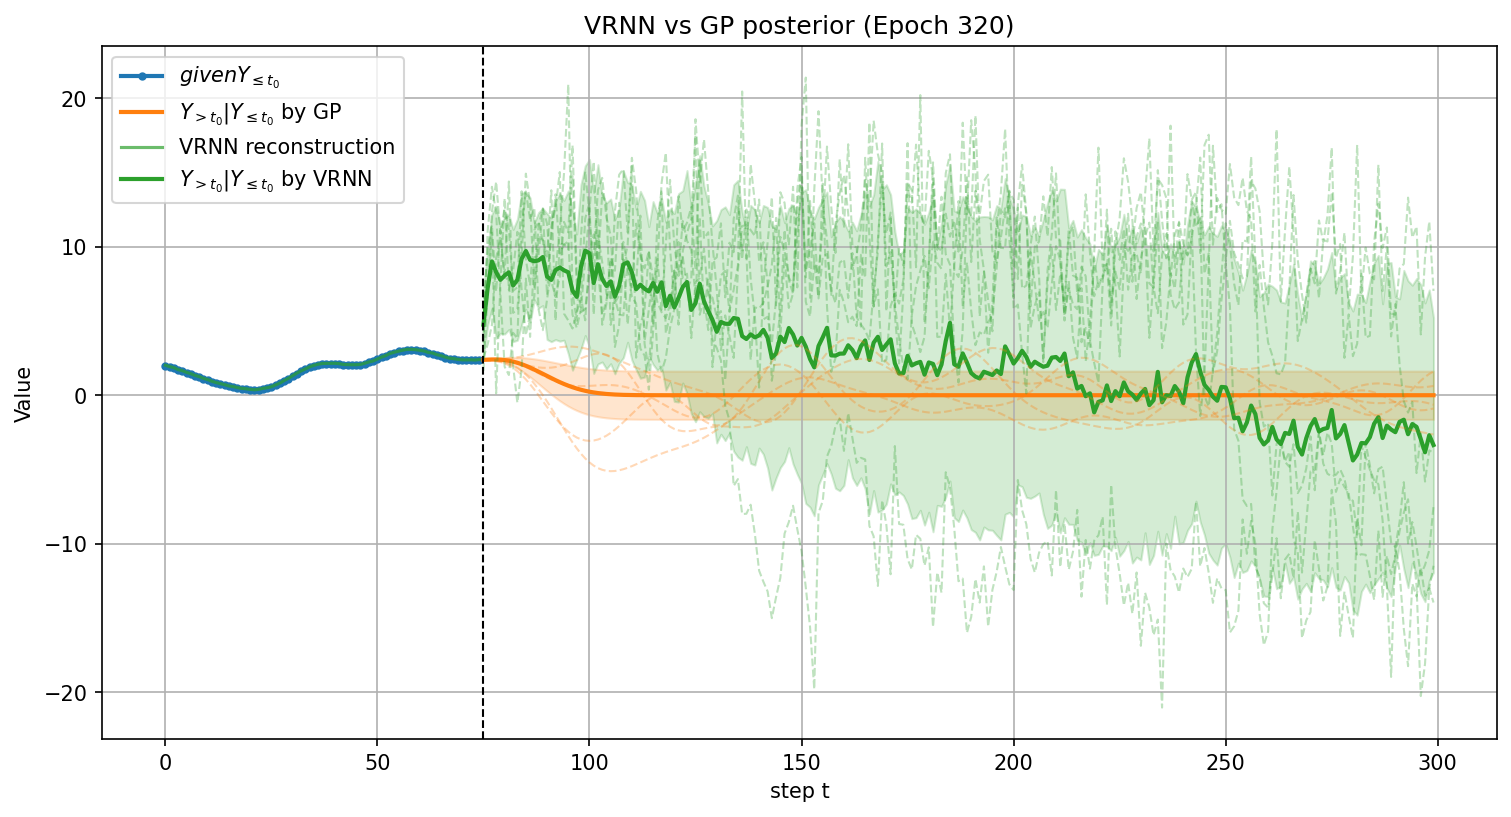 VRNN vs GP posterior (Epoch 320)
givenY≤t₀
Y>t₀|Y≤t₀ by GP
VRNN reconstruction
Y>t₀|Y≤t₀ by VRNN
Value
20
10
0
−10
−20
0 50 100 150 200 250 300
step t